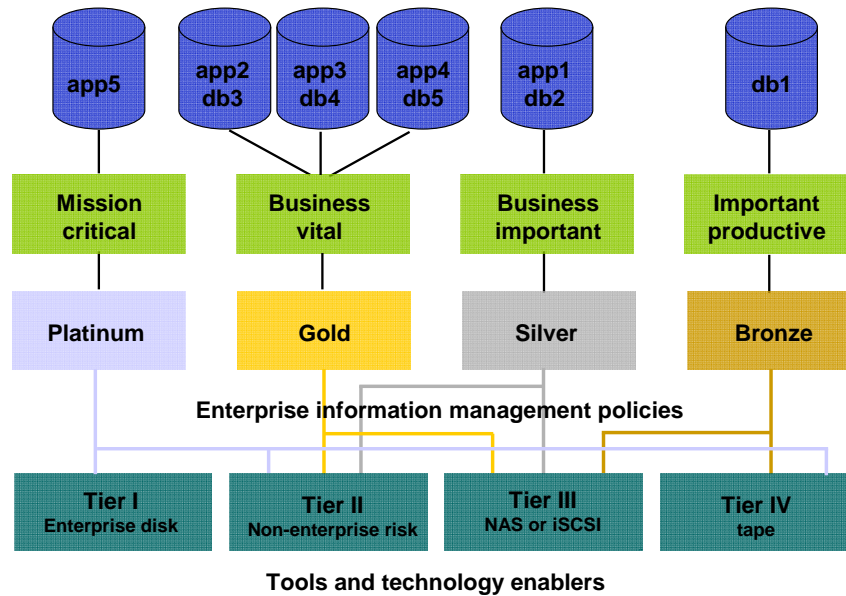 app5
app2
db3
app3
db4
app4
db5
app1
db2
db1
Mission
critical
Business
vital
Business
important
Important
productive
Platinum
Gold
Silver
Bronze
Enterprise information management policies
Tier I
Enterprise disk
Tier II
Non-enterprise risk
Tier III
NAS or iSCSI
Tier IV
tape
Tools and technology enablers